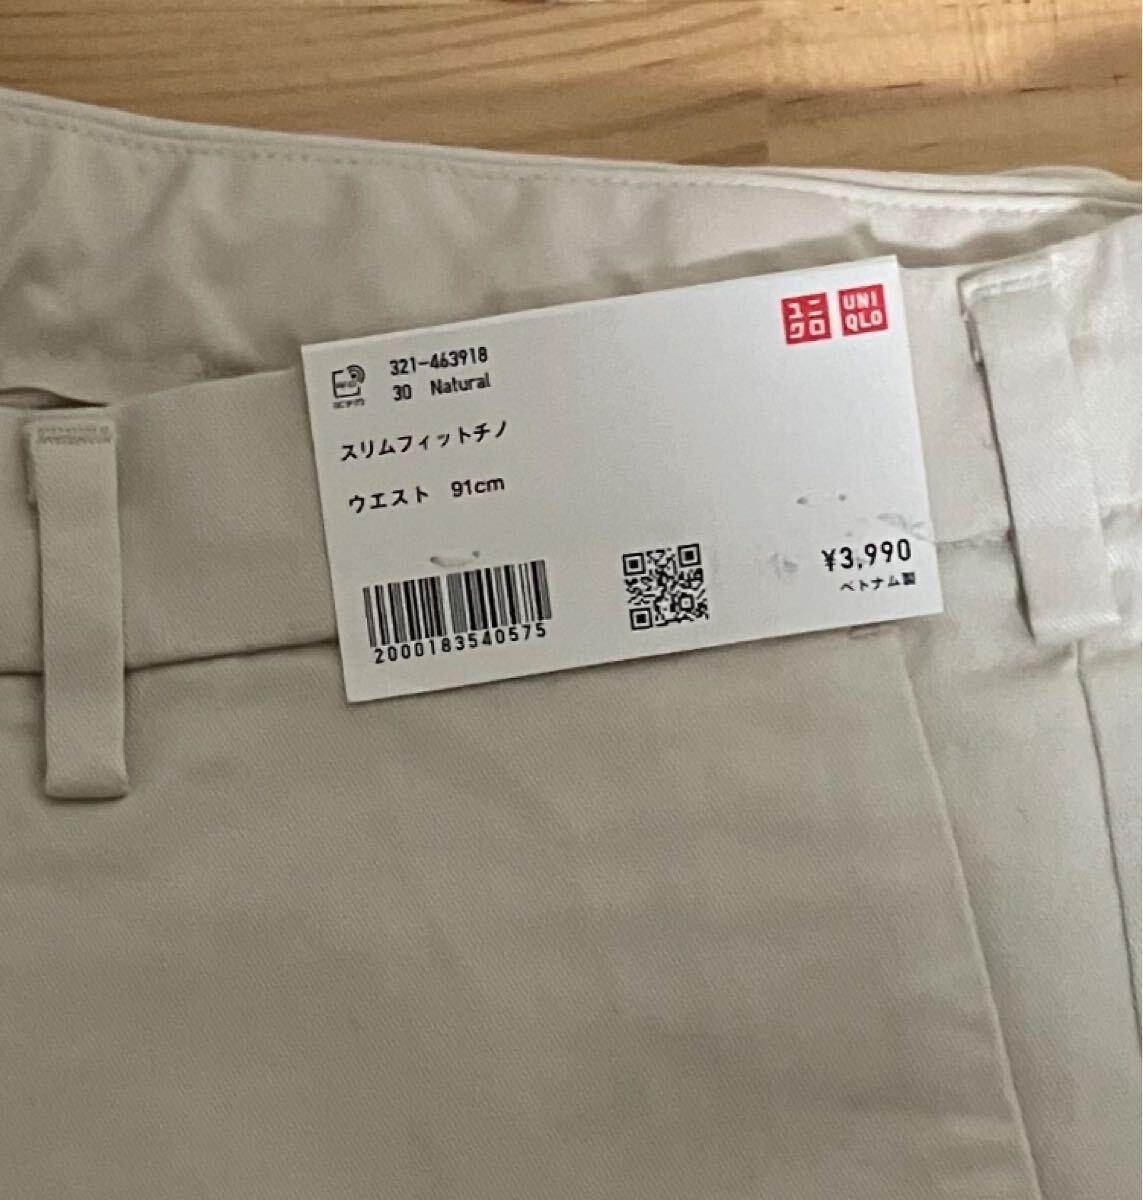 321-463918
30 Natural
スリムフィットチノ
ウエスト 91cm
2000183540575
ユニクロ
UNIQLO
¥3,990
ベトナム製